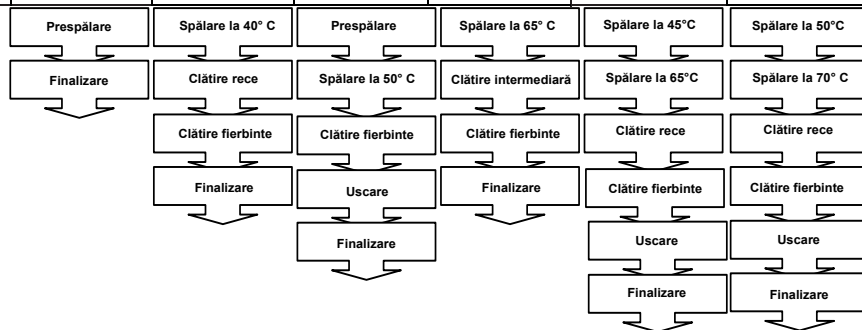 Prespălare
Spălare la 40° C
Prespălare
Spălare la 65° C
Spălare la 45°C
Spălare la 50°C
Finalizare
Clătire rece
Spălare la 50° C
Clătire intermediară
Spălare la 65°C
Spălare la 70° C
Clătire fierbinte
Clătire fierbinte
Clătire fierbinte
Clătire rece
Clătire rece
Finalizare
Uscare
Finalizare
Clătire fierbinte
Clătire fierbinte
Finalizare
Uscare
Uscare
Finalizare
Finalizare